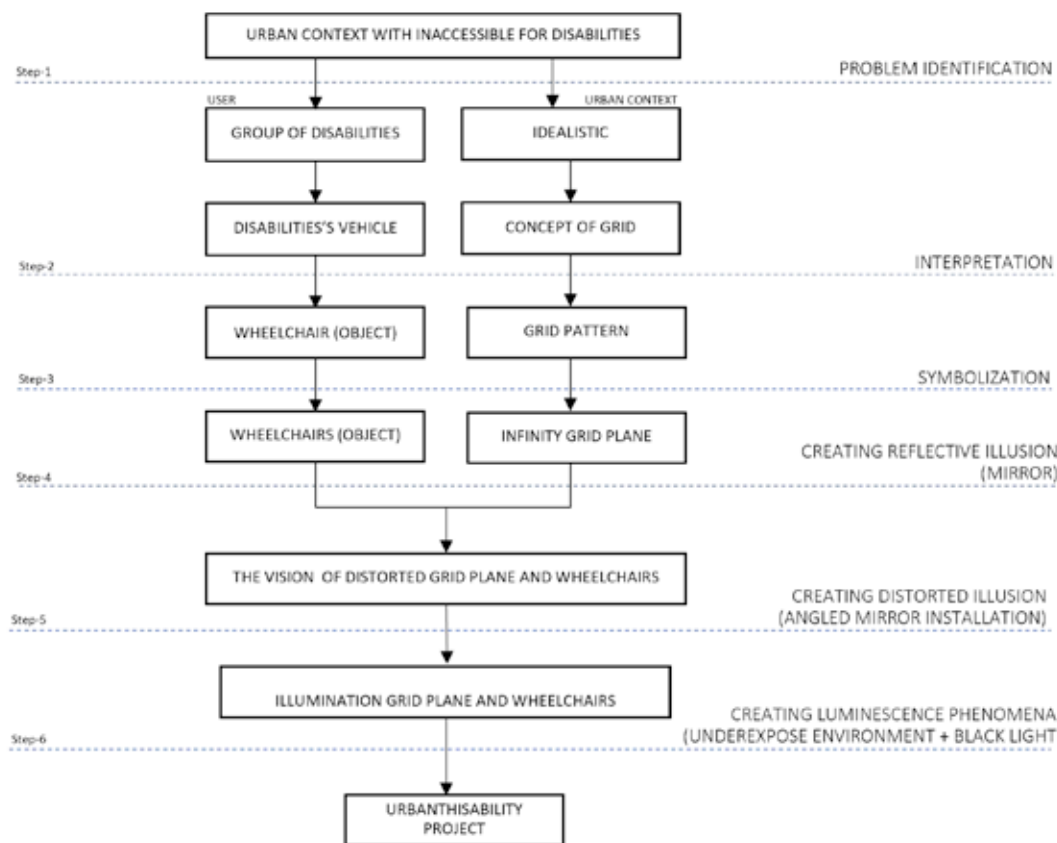 URBAN CONTEXT WITH INACCESSIBLE FOR DISABILITIES
Step-1
PROBLEM IDENTIFICATION
USER
URBAN CONTEXT
GROUP OF DISABILITIES
IDEALISTIC
DISABILITIES'S VEHICLE
CONCEPT OF GRID
Step-2
INTERPRETATION
WHEELCHAIR (OBJECT)
GRID PATTERN
Step-3
SYMBOLIZATION
WHEELCHAIRS (OBJECT)
INFINITY GRID PLANE
CREATING REFLECTIVE ILLUSION
(MIRROR)
Step-4
THE VISION OF DISTORTED GRID PLANE AND WHEELCHAIRS
CREATING DISTORTED ILLUSION
(ANGLED MIRROR INSTALLATION)
Step-5
ILLUMINATION GRID PLANE AND WHEELCHAIRS
CREATING LUMINESCENCE PHENOMENA
(UNDEREXPOSE ENVIRONMENT + BLACK LIGHT
Step-6
URBANTHISABILITY
PROJECT